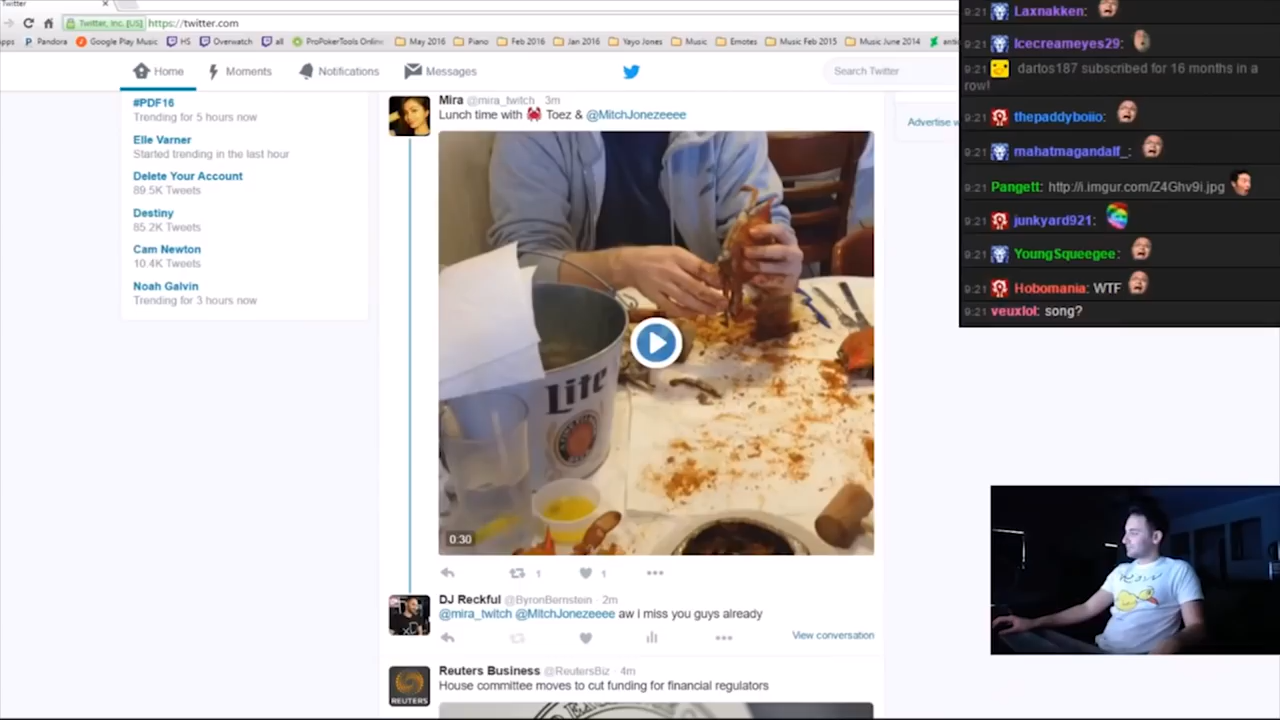 Twitter
Twitter, Inc. [US] https://twitter.com
Pandora
Google Play Music
HS
Overwatch
all
ProPokerTools Online
May 2016
Piano
Feb 2016
Jan 2016
Yayo Jones
Music
Emotes
Music Feb 2015
Music June 2014
Home
Moments
Notifications
Messages
Search Twitter
#PDF16
Trending for 5 hours now
Elle Varner
Started trending in the last hour
Delete Your Account
89.5K Tweets
Destiny
85.2K Tweets
Cam Newton
10.4K Tweets
Noah Galvin
Trending for 3 hours now
Mira @mira_twitch · 3m
Lunch time with Toez & @MitchJonezeeee
Lite
0:30
1
1
DJ Reckful @ByronBernstein · 2m
@mira_twitch @MitchJonezeeee aw i miss you guys already
View conversation
Reuters Business @ReutersBiz · 4m
House committee moves to cut funding for financial regulators
REUTERS
Advertise w
9:21 Laxnakken:
9:21 Icecreameyes29:
9:21 dartos187 subscribed for 16 months in a
row!
9:21 thepaddyboiio:
9:21 mahatmagandalf_:
Pangett: http://i.imgur.com/Z4Ghv9i.jpg
9:21 junkyard921:
9:21 YoungSqueegee:
9:21 Hobomania: WTF
9:21 veuxlol: song?